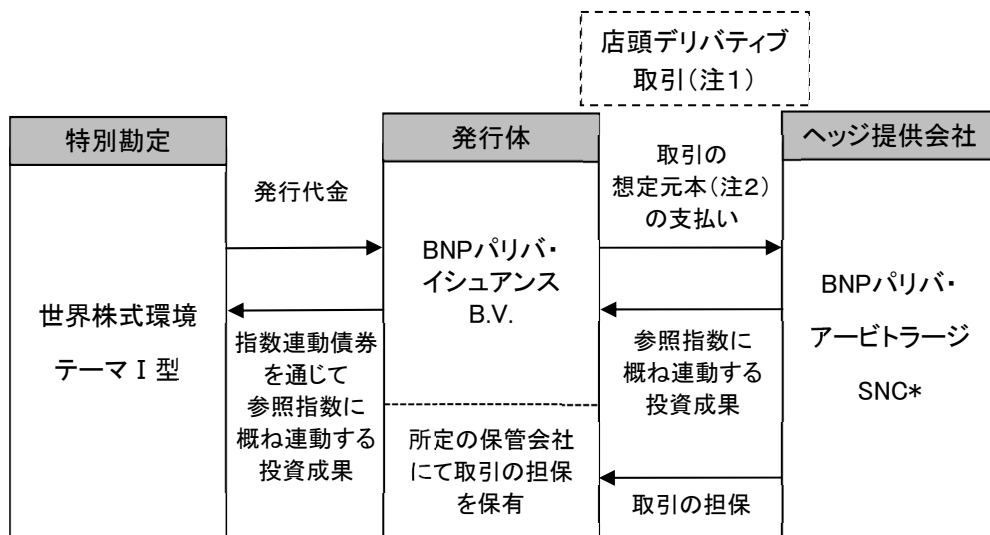 店頭デリバティブ
取引(注1)
特別勘定
発行体
ヘッジ提供会社
世界株式環境
テーマⅠ型
発行代金
指数連動債券
を通じて
参照指数に
概ね連動する
投資成果
BNPパリバ・
イシュアンス
B.V.
所定の保管会社
にて取引の担保
を保有
取引の
想定元本(注2)
の支払い
参照指数に
概ね連動する
投資成果
取引の担保
BNPパリバ・
アービトラージ
SNC*